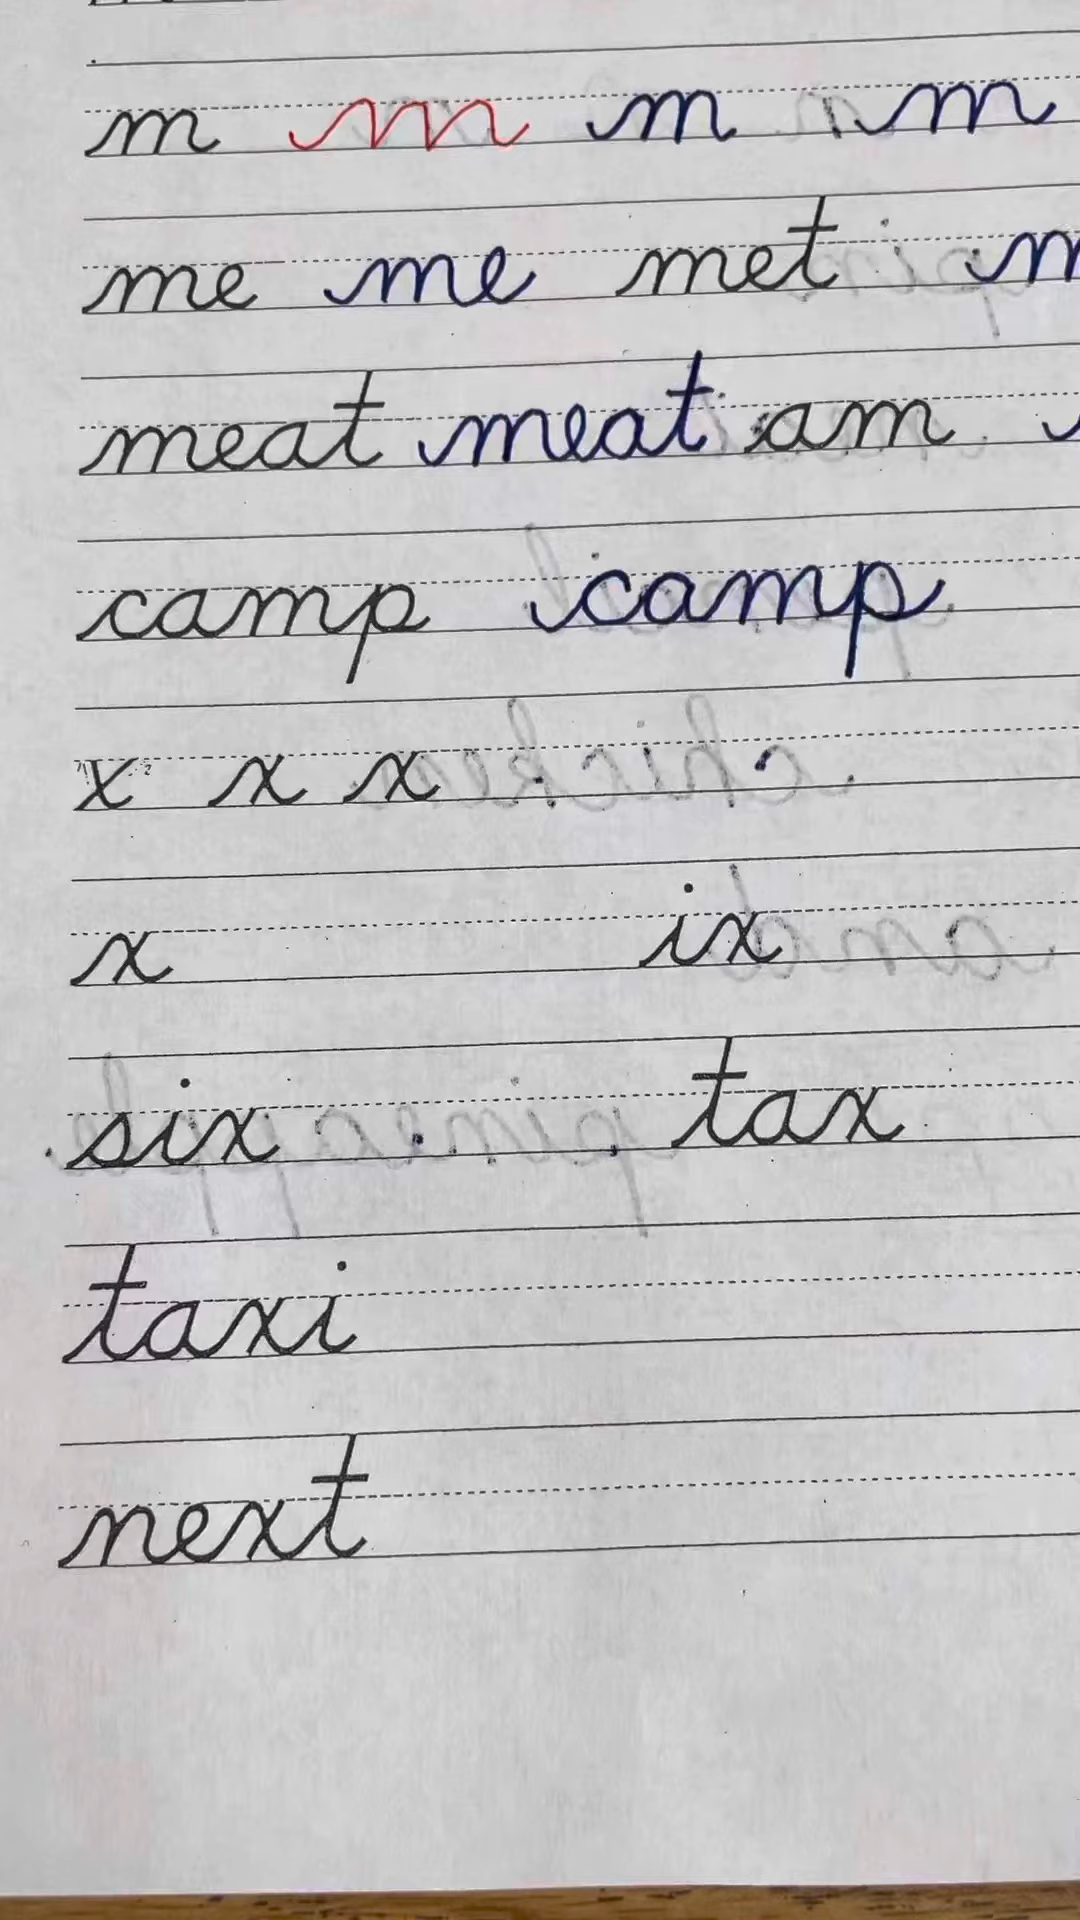 m m m m
me me met m
meat meat am
camp camp
x x x
x ix
six tax
taxi
next